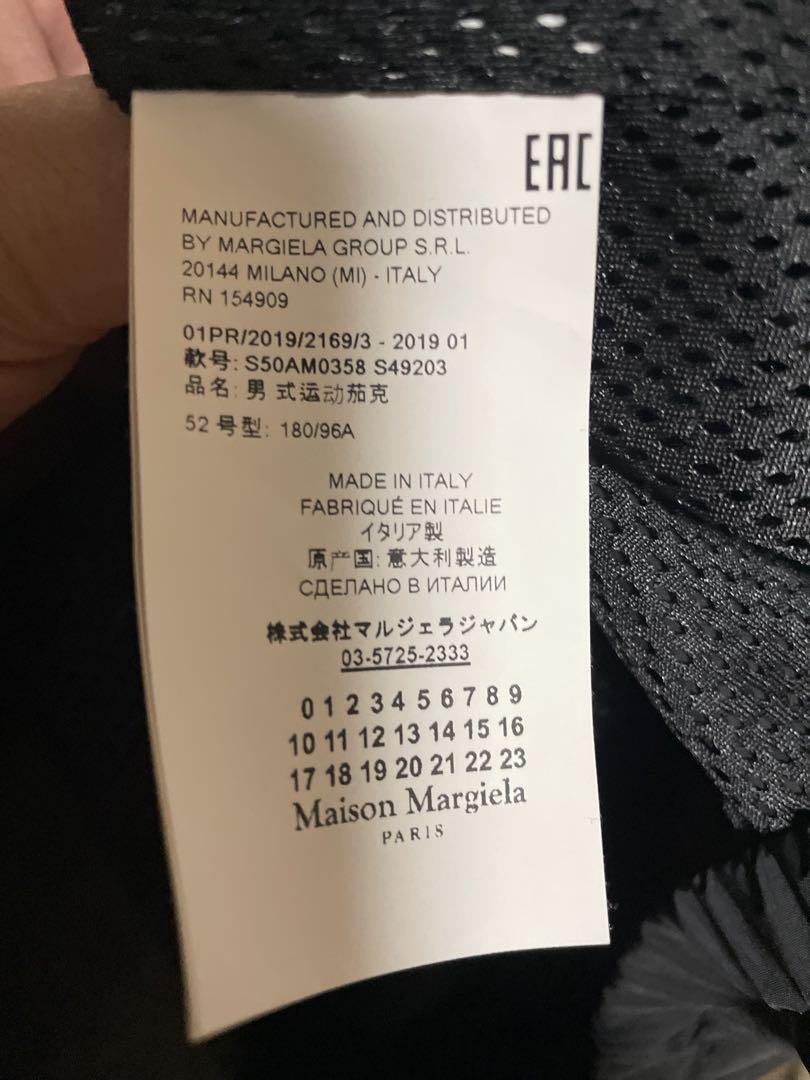 EAC
MANUFACTURED AND DISTRIBUTED
BY MARGIELA GROUP S.R.L.
20144 MILANO (MI) - ITALY
RN 154909
01PR/2019/2169/3 - 2019 01
款号: S50AM0358 S49203
品名: 男 式运动茄克
52 号型: 180/96A
MADE IN ITALY
FABRIQUÉ EN ITALIE
イタリア製
原产国: 意大利製造
СДЕЛАНО В ИТАЛИИ
株式会社マルジェラジャパン
03-5725-2333
0 1 2 3 4 5 6 7 8 9
10 11 12 13 14 15 16
17 18 19 20 21 22 23
Maison Margiela
PARIS